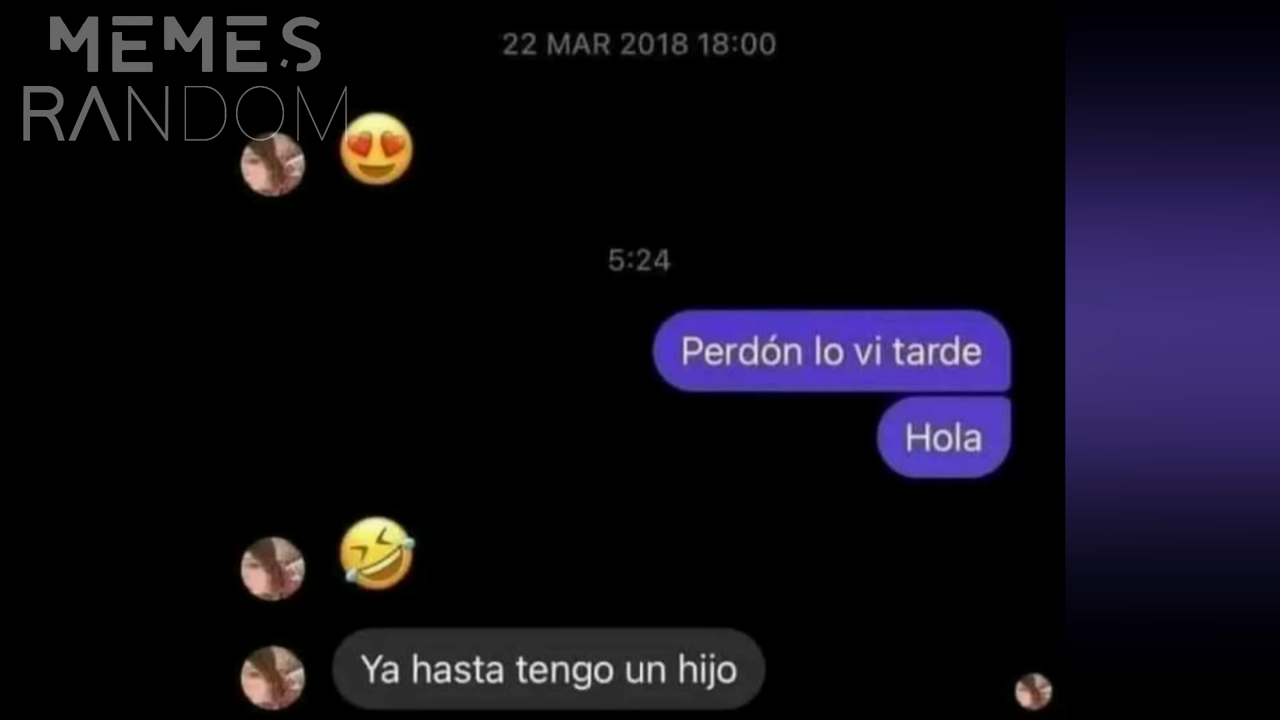 MEMES
RANDOM
22 MAR 2018 18:00
😍
5:24
Perdón lo vi tarde
Hola
🤣
Ya hasta tengo un hijo